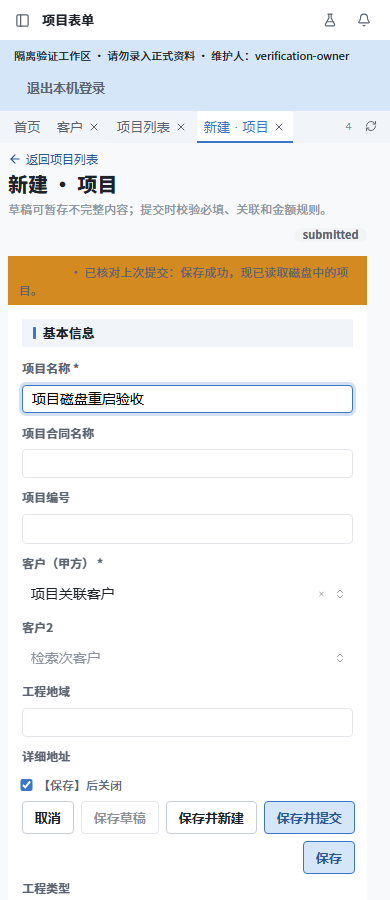 项目表单
隔离验证工作区 • 请勿录入正式资料 • 维护人：verification-owner
退出本机登录
首页 客户 × 项目列表 × 新建 · 项目 × 4
← 返回项目列表
新建 • 项目
草稿可暂存不完整内容；提交时校验必填、关联和金额规则。
submitted
• 已核对上次提交：保存成功，现已读取磁盘中的项
目。
基本信息
项目名称 *
项目磁盘重启验收
项目合同名称
项目编号
客户（甲方） *
项目关联客户 ×
客户2
检索次客户
工程地域
详细地址
【保存】后关闭
取消 保存草稿 保存并新建 保存并提交
保存
工程类型